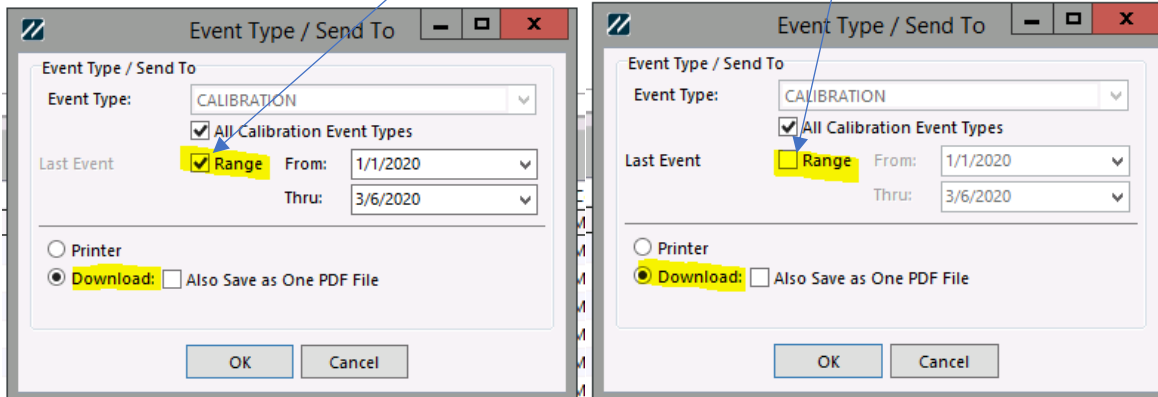 Event Type / Send To
Event Type / Send To
Event Type: CALIBRATION
All Calibration Event Types
Last Event Range From: 1/1/2020
Thru: 3/6/2020
Printer
Download: Also Save as One PDF File
OK Cancel
Event Type / Send To
Event Type / Send To
Event Type: CALIBRATION
All Calibration Event Types
Last Event Range From: 1/1/2020
Thru: 3/6/2020
Printer
Download: Also Save as One PDF File
OK Cancel